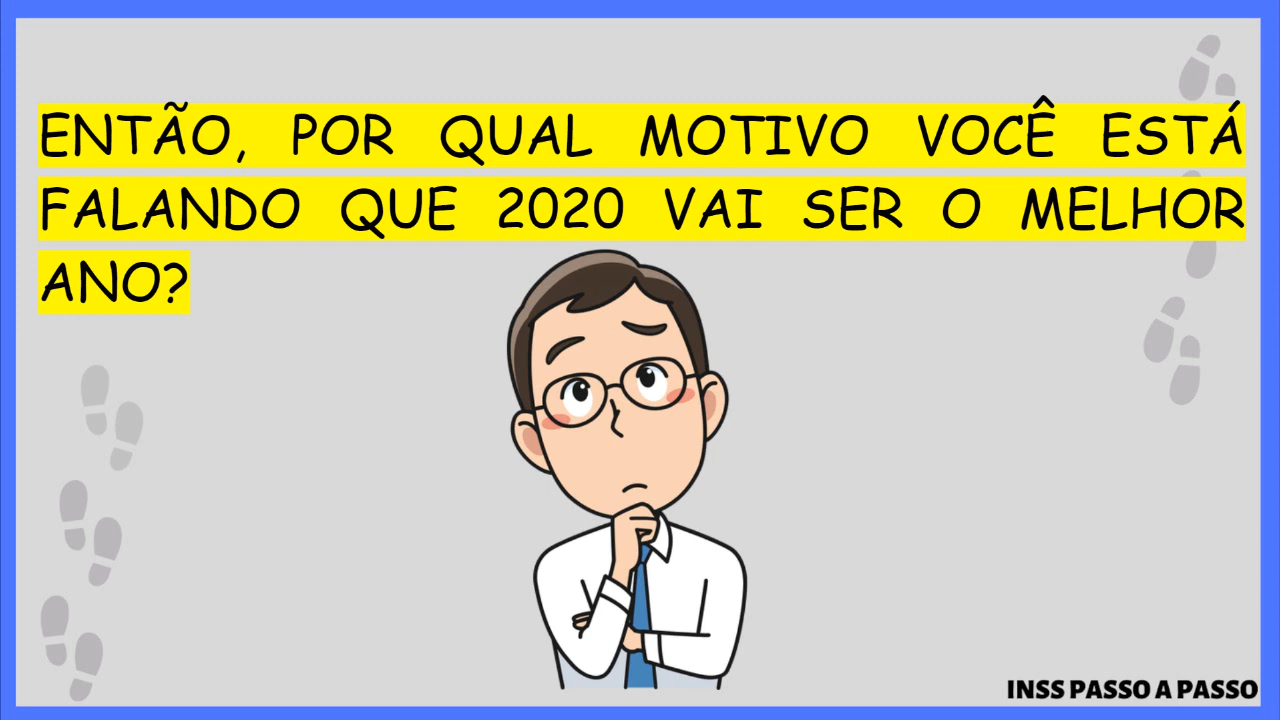 ENTÃO, POR QUAL MOTIVO VOCÊ ESTÁ
FALANDO QUE 2020 VAI SER O MELHOR
ANO?
INSS PASSO A PASSO